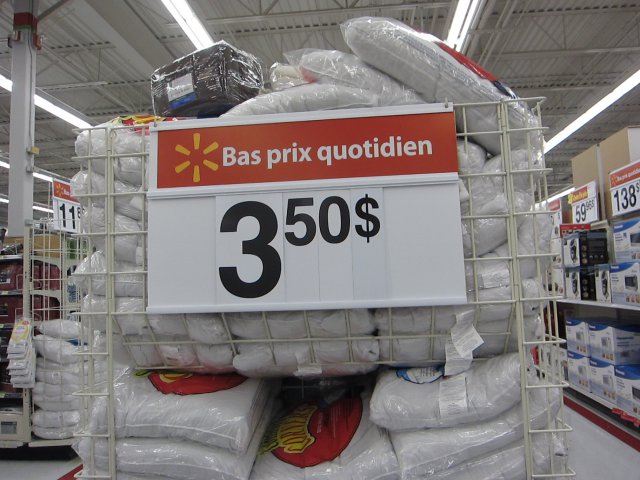 Bas prix quotidien
3 50 $
11
59
138